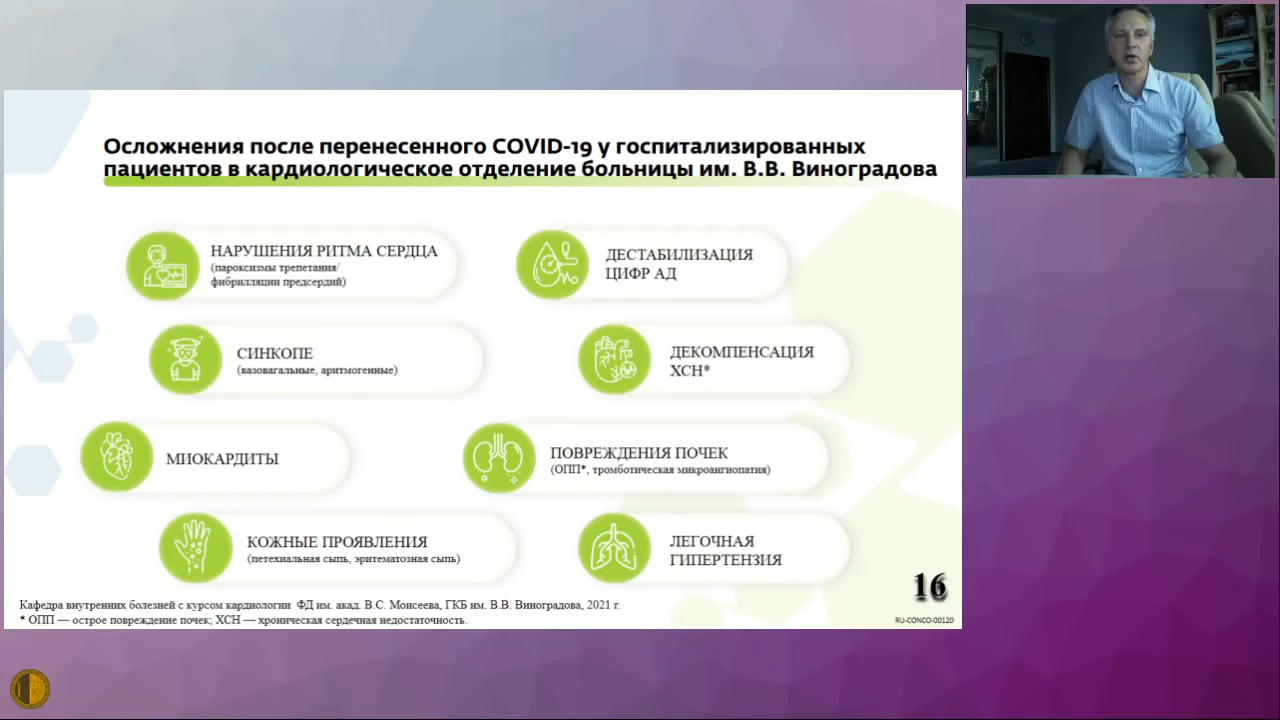 Осложнения после перенесенного COVID-19 у госпитализированных
пациентов в кардиологическое отделение больницы им. В.В. Виноградова
НАРУШЕНИЯ РИТМА СЕРДЦА
(пароксизмы трепетания/
фибрилляции предсердий)
ДЕСТАБИЛИЗАЦИЯ
ЦИФР АД
СИНКОПЕ
(вазовагальные, аритмогенные)
ДЕКОМПЕНСАЦИЯ
ХСН*
МИОКАРДИТЫ
ПОВРЕЖДЕНИЯ ПОЧЕК
(ОПП*, тромботическая микроангиопатия)
КОЖНЫЕ ПРОЯВЛЕНИЯ
(петехиальная сыпь, эритематозная сыпь)
ЛЕГОЧНАЯ
ГИПЕРТЕНЗИЯ
16
Кафедра внутренних болезней с курсом кардиологии ФД им. акад. В.С. Моисеева, ГКБ им. В.В. Виноградова, 2021 г.
* ОПП — острое повреждение почек; ХСН — хроническая сердечная недостаточность.
RU-CONCO-00120